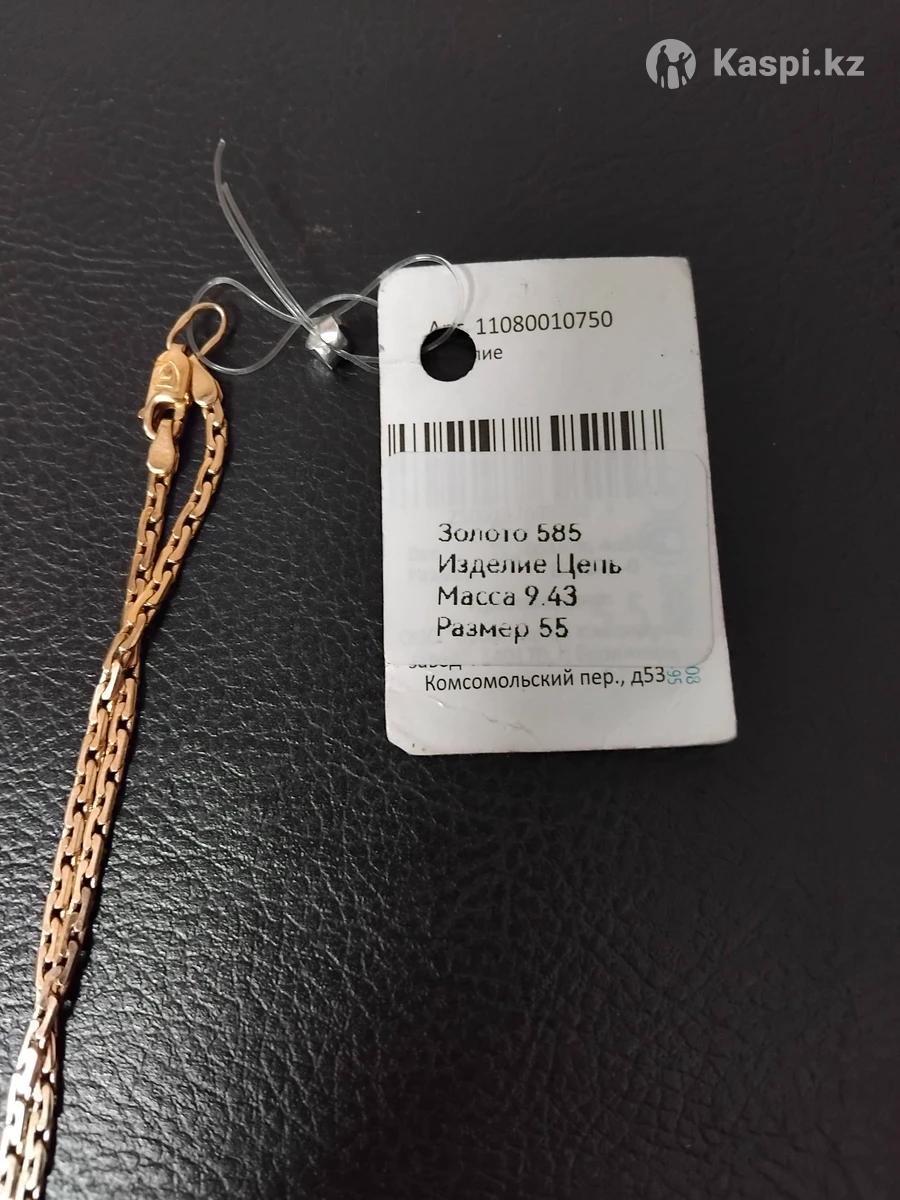 Kaspi.kz
11080010750
Золото 585
Изделие Цепь
Масса 9.43
Размер 55
Комсомольский пер., д53